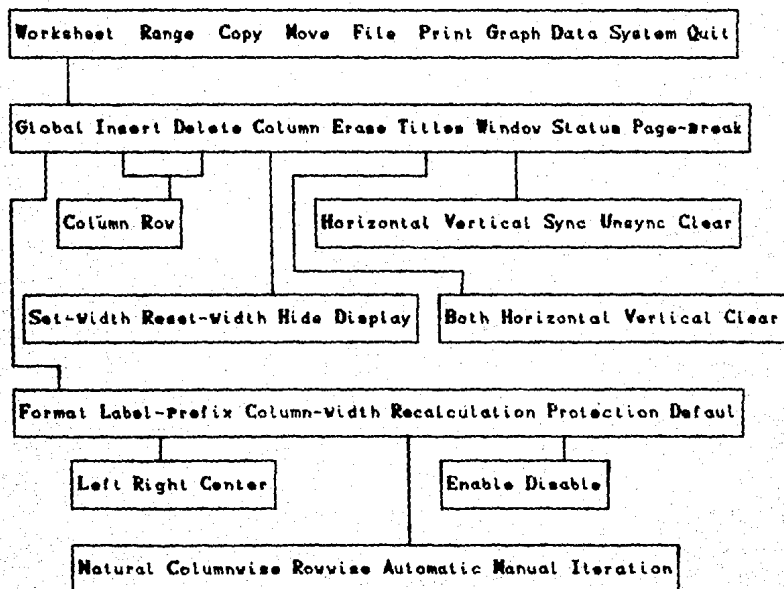 Worksheet Range Copy Move File Print Graph Data System Quit
Global Insert Delete Column Erase Titles Window Status Page-Break
Column Row
Horizontal Vertical Sync Unsync Clear
Set-width Reset-width Hide Display
Both Horizontal Vertical Clear
Format Label-prefix Column-width Recalculation Protection Defaul
Left Right Center
Enable Disable
Natural Columnwise Rowwise Automatic Manual Iteration